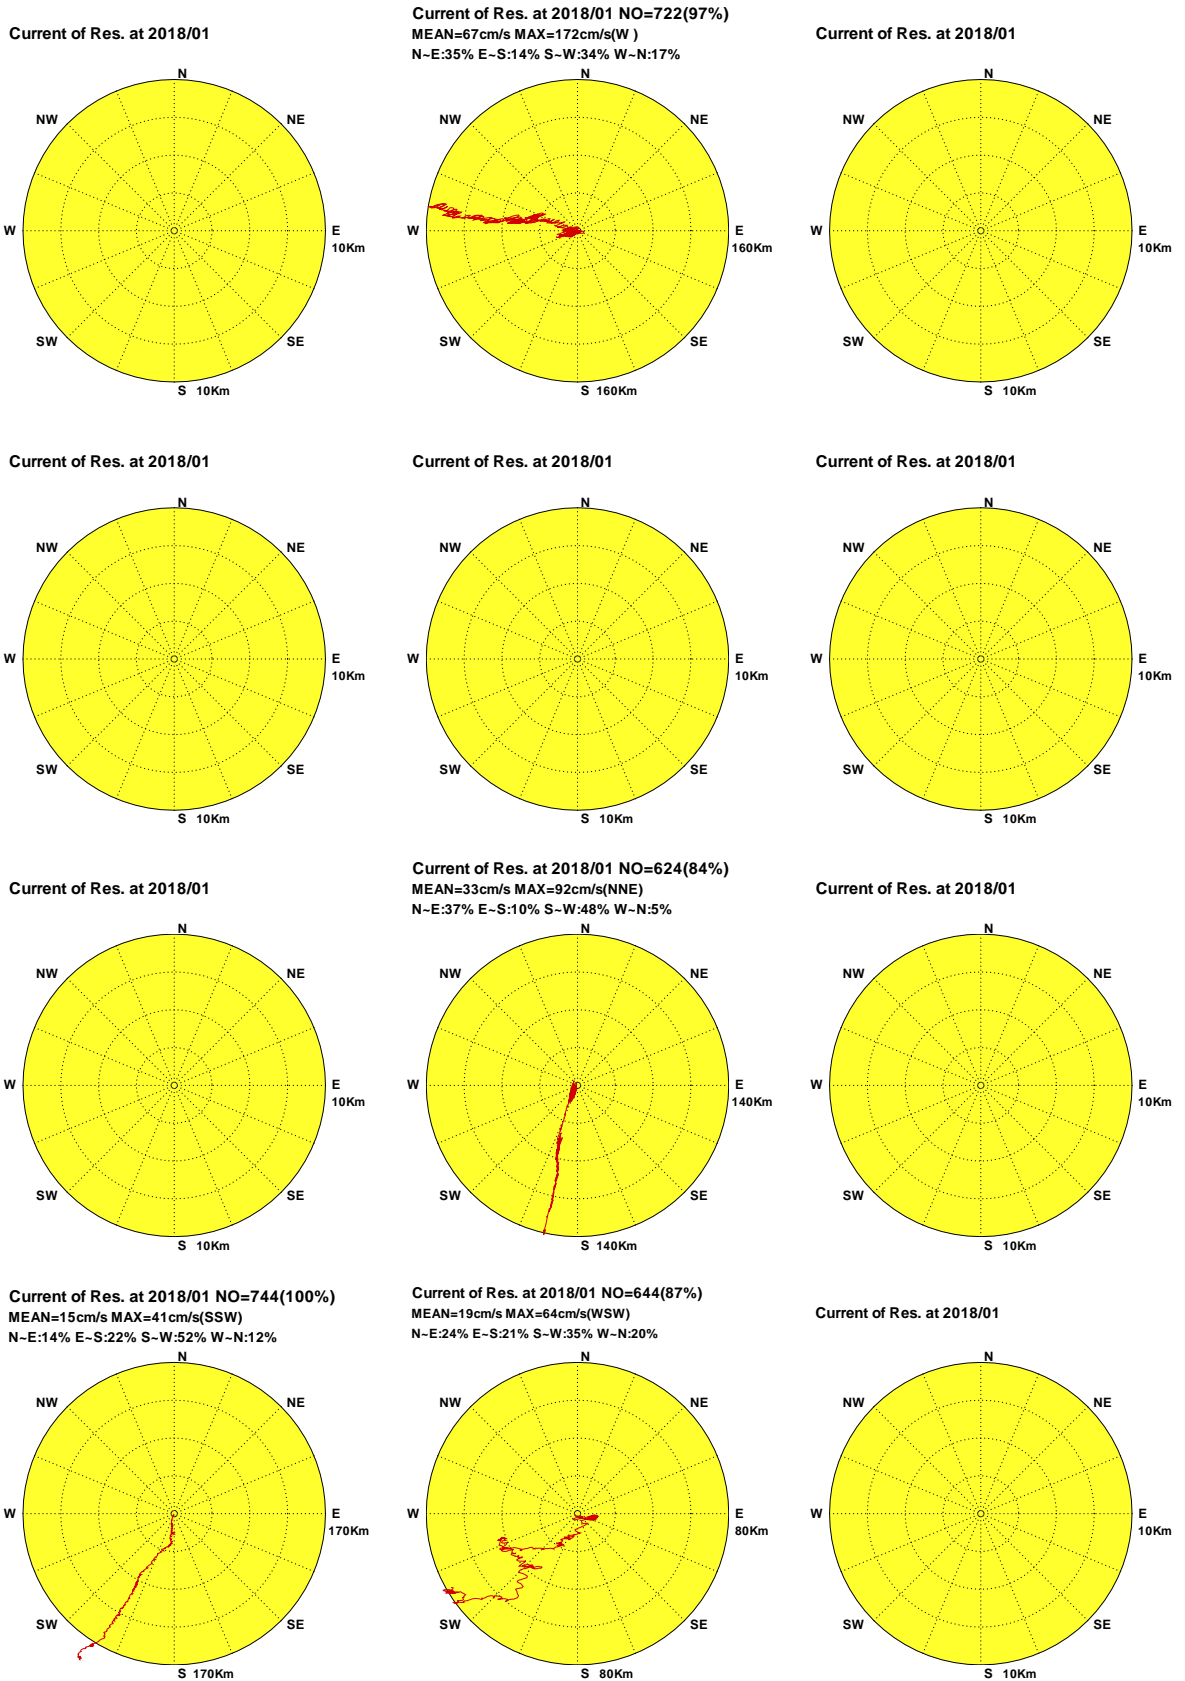 Current of Res. at 2018/01
N
NW
NE
W
E
10Km
SW
SE
S 10Km
Current of Res. at 2018/01 NO=722(97%)
MEAN=67cm/s MAX=172cm/s(W )
N~E:35% E~S:14% S~W:34% W~N:17%
N
NW
NE
W
E
160Km
SW
SE
S 160Km
Current of Res. at 2018/01
N
NW
NE
W
E
10Km
SW
SE
S 10Km
Current of Res. at 2018/01
N
NW
NE
W
E
10Km
SW
SE
S 10Km
Current of Res. at 2018/01
N
NW
NE
W
E
10Km
SW
SE
S 10Km
Current of Res. at 2018/01
N
NW
NE
W
E
10Km
SW
SE
S 10Km
Current of Res. at 2018/01
N
NW
NE
W
E
10Km
SW
SE
S 10Km
Current of Res. at 2018/01 NO=624(84%)
MEAN=33cm/s MAX=92cm/s(NNE)
N~E:37% E~S:10% S~W:48% W~N:5%
N
NW
NE
W
E
140Km
SW
SE
S 140Km
Current of Res. at 2018/01
N
NW
NE
W
E
10Km
SW
SE
S 10Km
Current of Res. at 2018/01 NO=744(100%)
MEAN=15cm/s MAX=41cm/s(SSW)
N~E:14% E~S:22% S~W:52% W~N:12%
N
NW
NE
W
E
170Km
SW
SE
S 170Km
Current of Res. at 2018/01 NO=644(87%)
MEAN=19cm/s MAX=64cm/s(WSW)
N~E:24% E~S:21% S~W:35% W~N:20%
N
NW
NE
W
E
80Km
SW
SE
S 80Km
Current of Res. at 2018/01
N
NW
NE
W
E
10Km
SW
SE
S 10Km